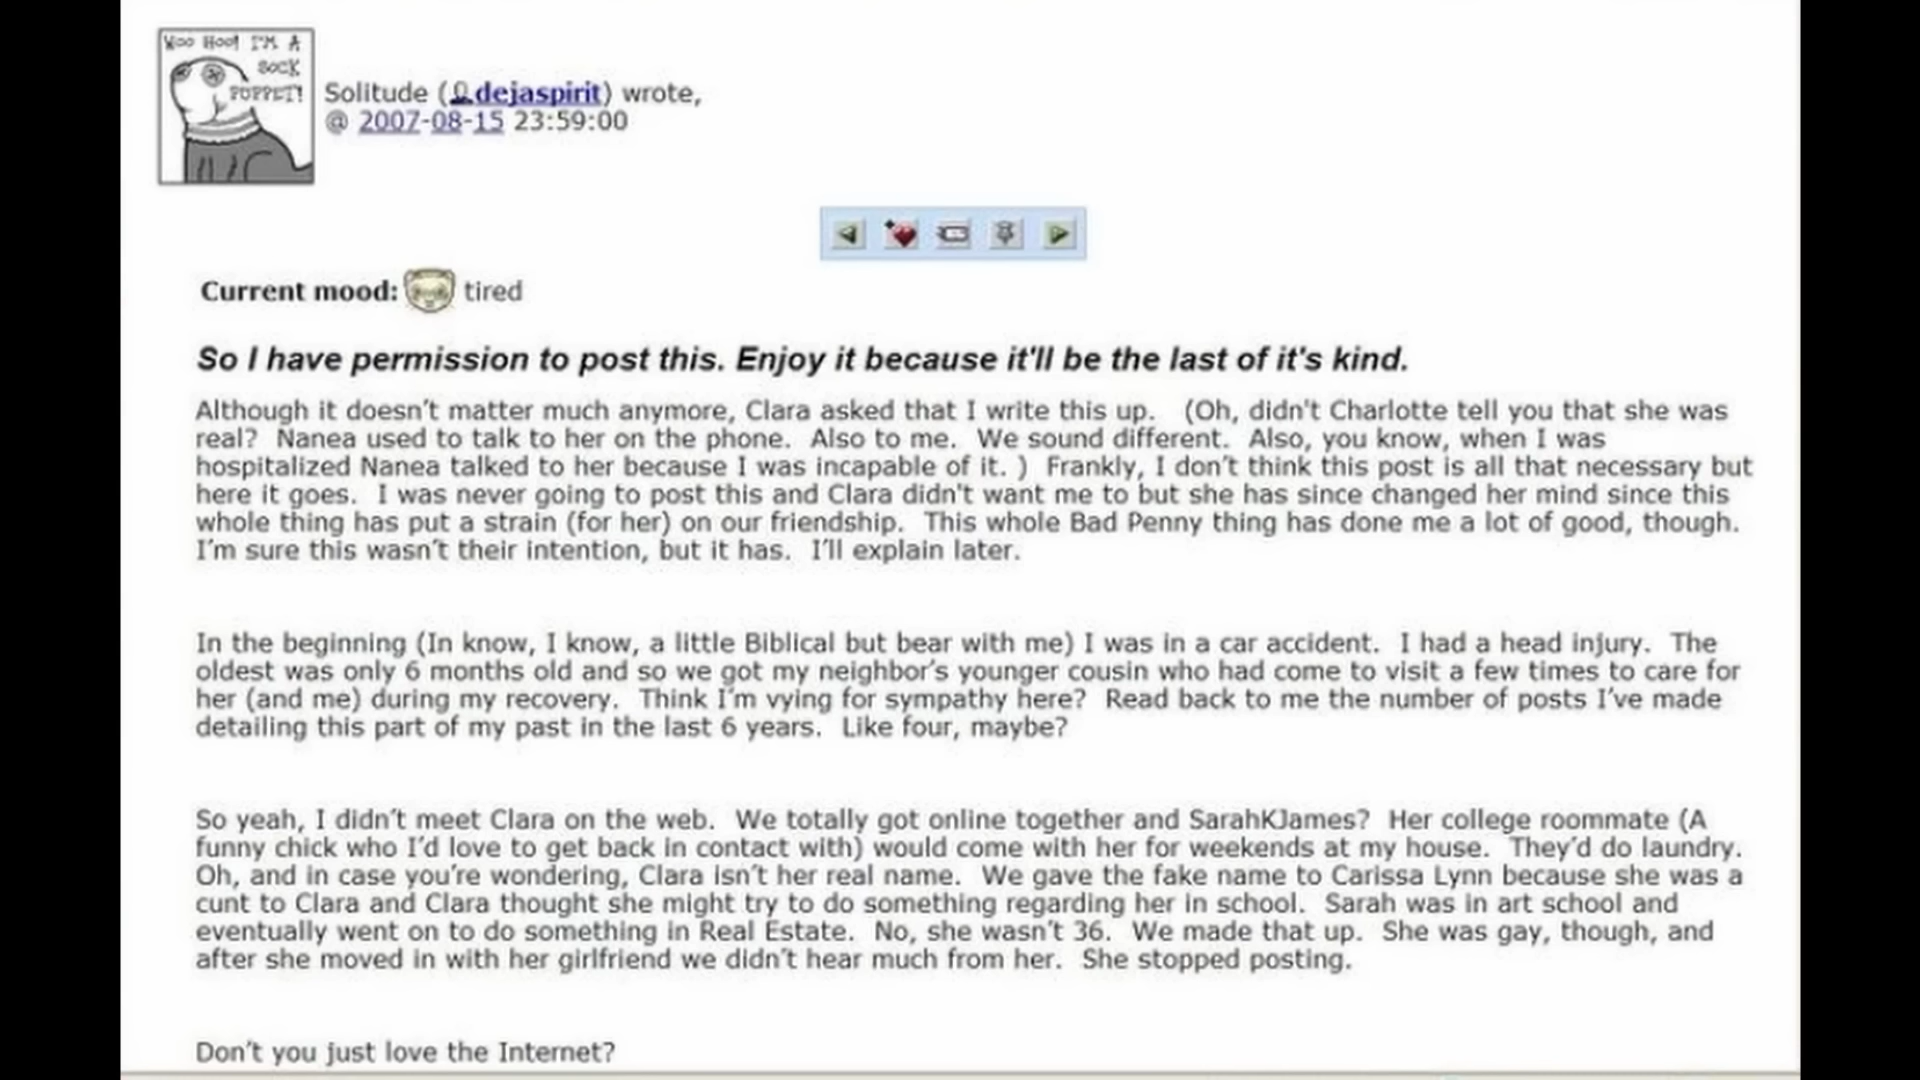 Woo Hoo! I'M A
SOCK
PUPPET!
Solitude (dejaspirit) wrote,
@ 2007-08-15 23:59:00
Current mood: tired
So I have permission to post this. Enjoy it because it'll be the last of it's kind.
Although it doesn't matter much anymore, Clara asked that I write this up. (Oh, didn't Charlotte tell you that she was
real? Nanea used to talk to her on the phone. Also to me. We sound different. Also, you know, when I was
hospitalized Nanea talked to her because I was incapable of it. ) Frankly, I don't think this post is all that necessary but
here it goes. I was never going to post this and Clara didn't want me to but she has since changed her mind since this
whole thing has put a strain (for her) on our friendship. This whole Bad Penny thing has done me a lot of good, though.
I'm sure this wasn't their intention, but it has. I'll explain later.
In the beginning (In know, I know, a little Biblical but bear with me) I was in a car accident. I had a head injury. The
oldest was only 6 months old and so we got my neighbor's younger cousin who had come to visit a few times to care for
her (and me) during my recovery. Think I'm vying for sympathy here? Read back to me the number of posts I've made
detailing this part of my past in the last 6 years. Like four, maybe?
So yeah, I didn't meet Clara on the web. We totally got online together and SarahKJames? Her college roommate (A
funny chick who I'd love to get back in contact with) would come with her for weekends at my house. They'd do laundry.
Oh, and in case you're wondering, Clara isn't her real name. We gave the fake name to Carissa Lynn because she was a
cunt to Clara and Clara thought she might try to do something regarding her in school. Sarah was in art school and
eventually went on to do something in Real Estate. No, she wasn't 36. We made that up. She was gay, though, and
after she moved in with her girlfriend we didn't hear much from her. She stopped posting.
Don't you just love the Internet?